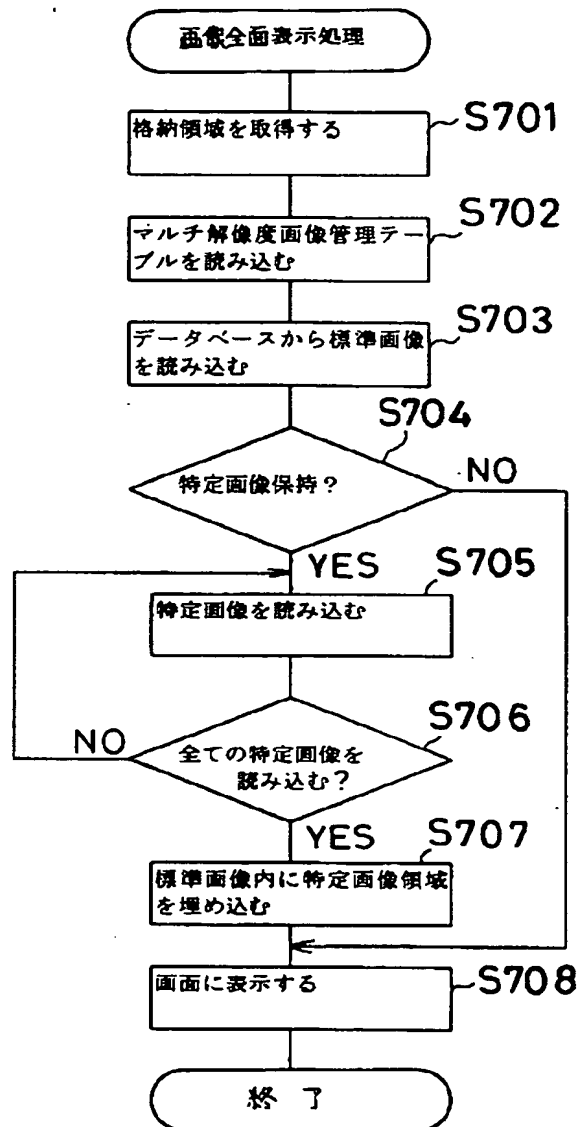 画像全面表示処理
格納領域を取得する
S701
マルチ解像度画像管理テー
ブルを読み込む
S702
データベースから標準画像
を読み込む
S703
特定画像保持？
S704
NO
YES
特定画像を読み込む
S705
全ての特定画像を
読み込む？
S706
NO
YES
標準画像内に特定画像領域
を埋め込む
S707
画面に表示する
S708
終了